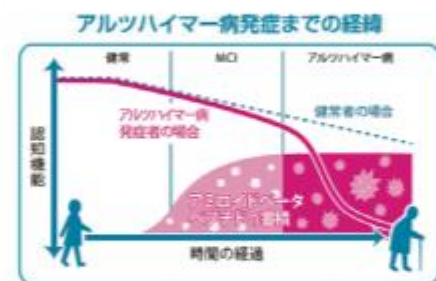 アルツハイマー病発症までの経緯
健常
MCI
アルツハイマー病
アルツハイマー病
発症者の場合
健常者の場合
認知機能
アミロイドベータ
ペプチドの蓄積
時間の経過